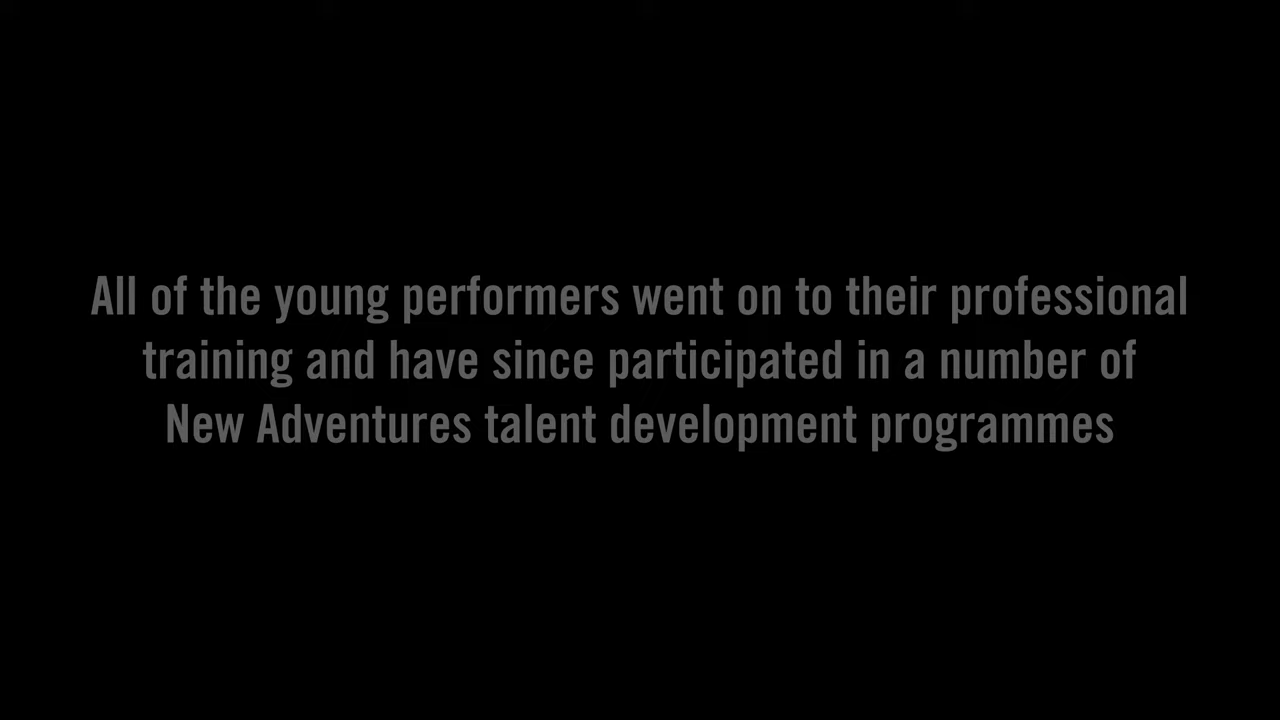 All of the young performers went on to their professional
training and have since participated in a number of
New Adventures talent development programmes